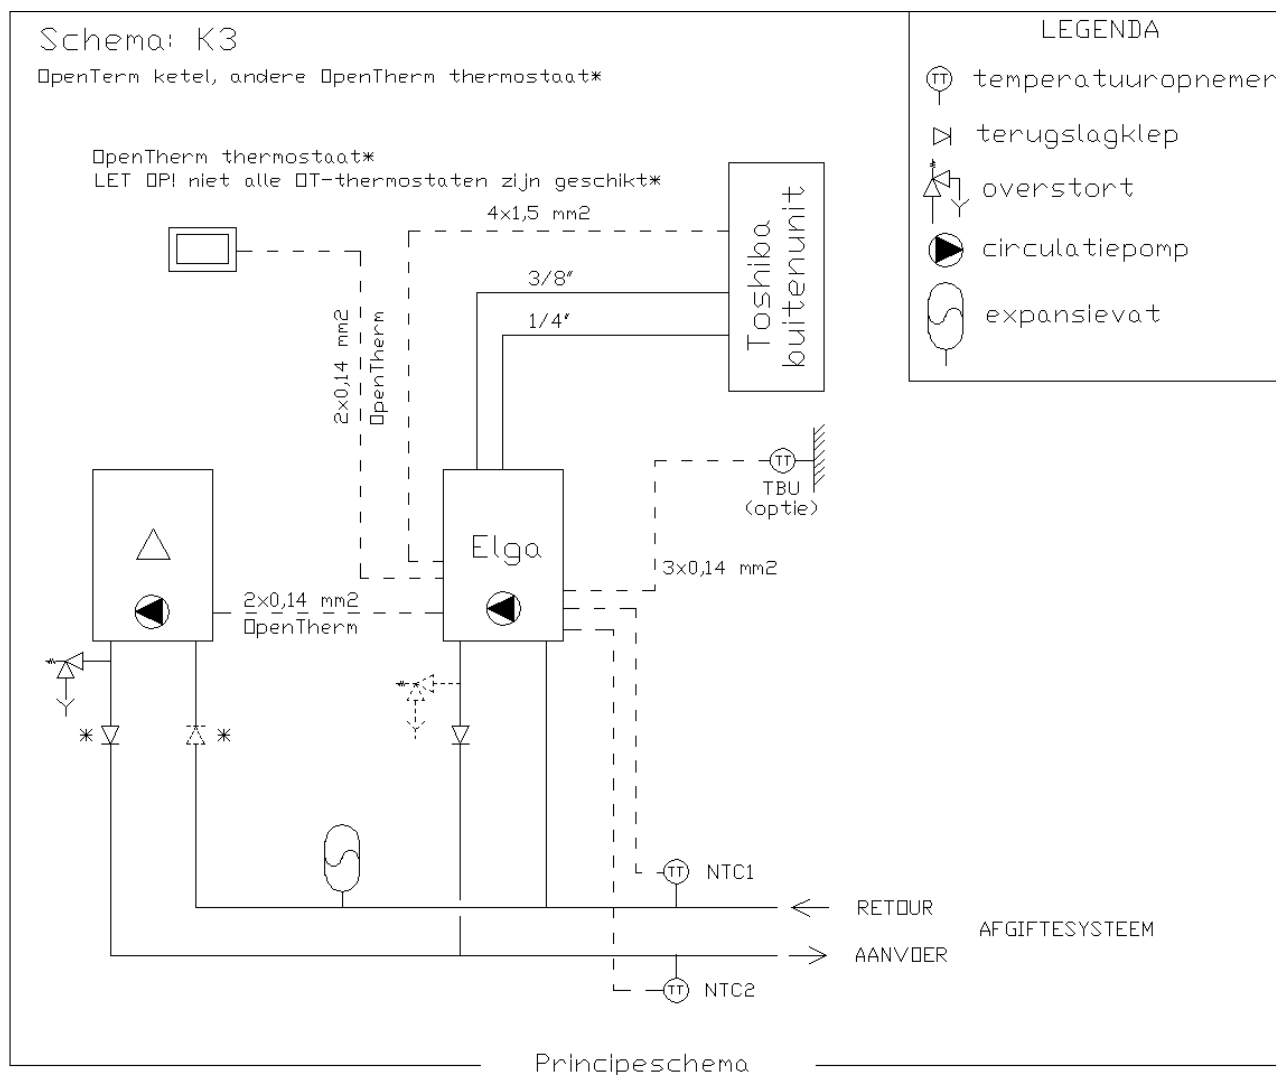 Schema: K3
OpenTerm ketel, andere OpenTherm thermostaat*
OpenTherm thermostaat*
LET OP! niet alle OT-thermostaten zijn geschikt*
4x1,5 mm2
3/8"
1/4"
Toshiba
buitenunit
2x0,14 mm2
OpenTherm
TT
TBU
(optie)
Elga
3x0,14 mm2
2x0,14 mm2
OpenTherm
*
*
TT NTC1
RETOUR
AFGIFTESYSTEEM
AANVOER
TT NTC2
Principeschema
LEGENDA
TT temperatuuropnemer
terugslagklep
overstort
circulatiepomp
expansievat